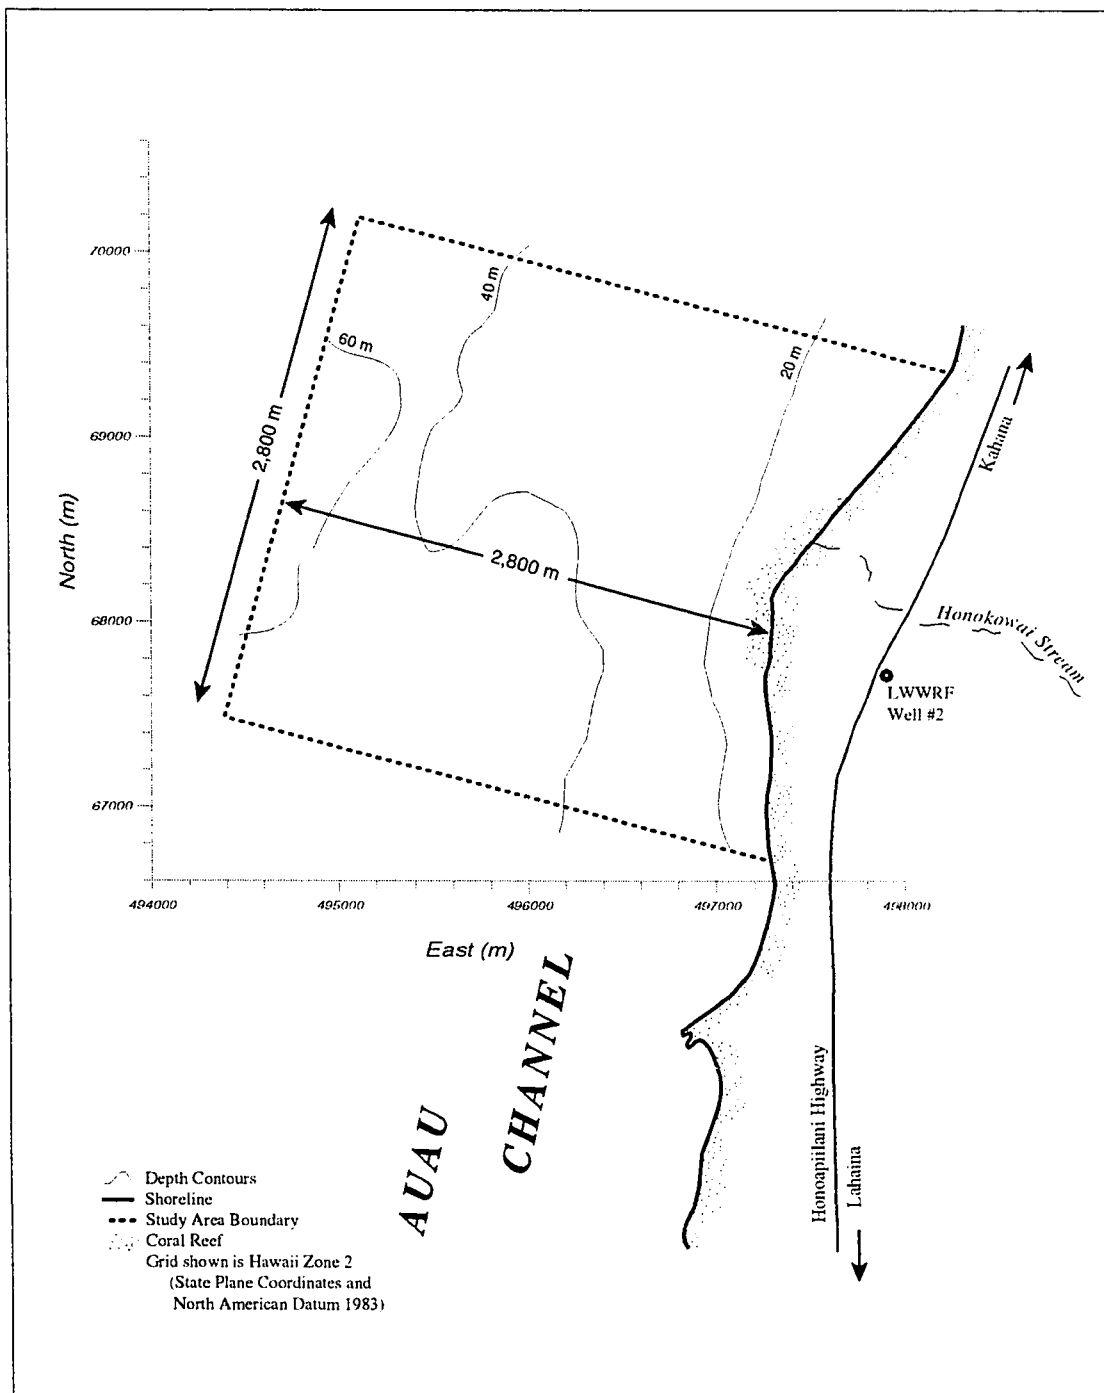 70000
69000
68000
67000
North (m)
494000
495000
496000
497000
498000
East (m)
2,800 m
2,800 m
60 m
40 m
20 m
Kahana
Honokowai Stream
LWWRF
Well #2
Honoapiilani Highway
Lahaina
AUAU
CHANNEL
Depth Contours
Shoreline
Study Area Boundary
Coral Reef
Grid shown is Hawaii Zone 2
(State Plane Coordinates and
North American Datum 1983)